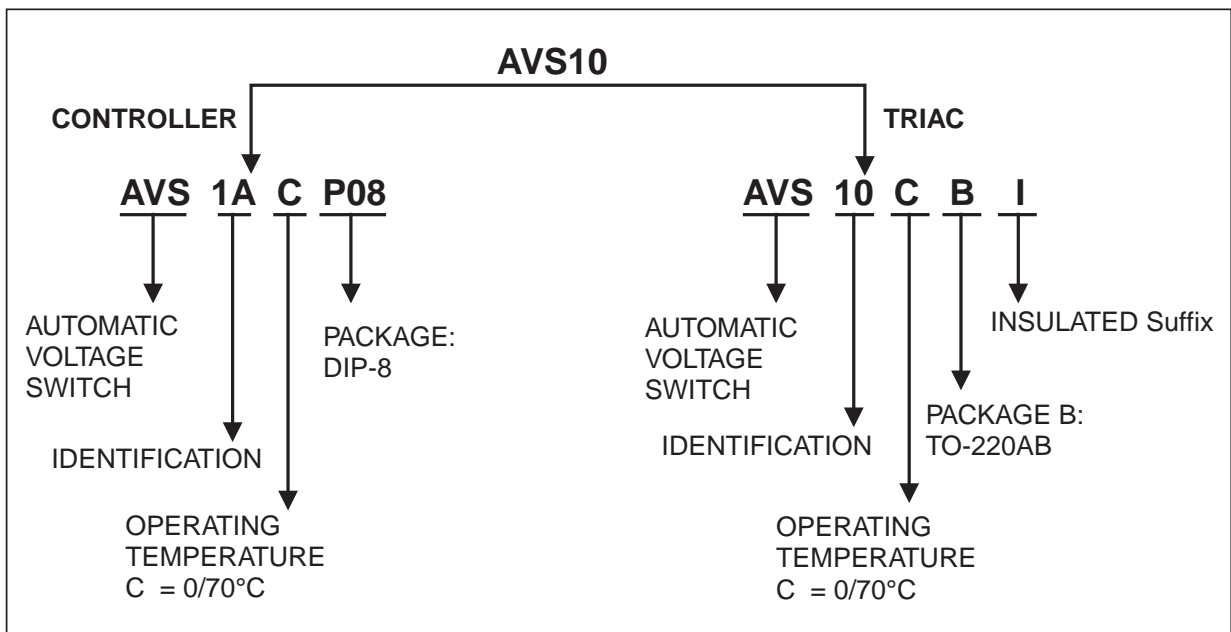 AVS10
CONTROLLER
TRIAC
AVS 1A C P08
AVS 10 C B I
AUTOMATIC
VOLTAGE
SWITCH
PACKAGE:
DIP-8
IDENTIFICATION
OPERATING
TEMPERATURE
C = 0/70°C
AUTOMATIC
VOLTAGE
SWITCH
INSULATED Suffix
PACKAGE B:
TO-220AB
IDENTIFICATION
OPERATING
TEMPERATURE
C = 0/70°C